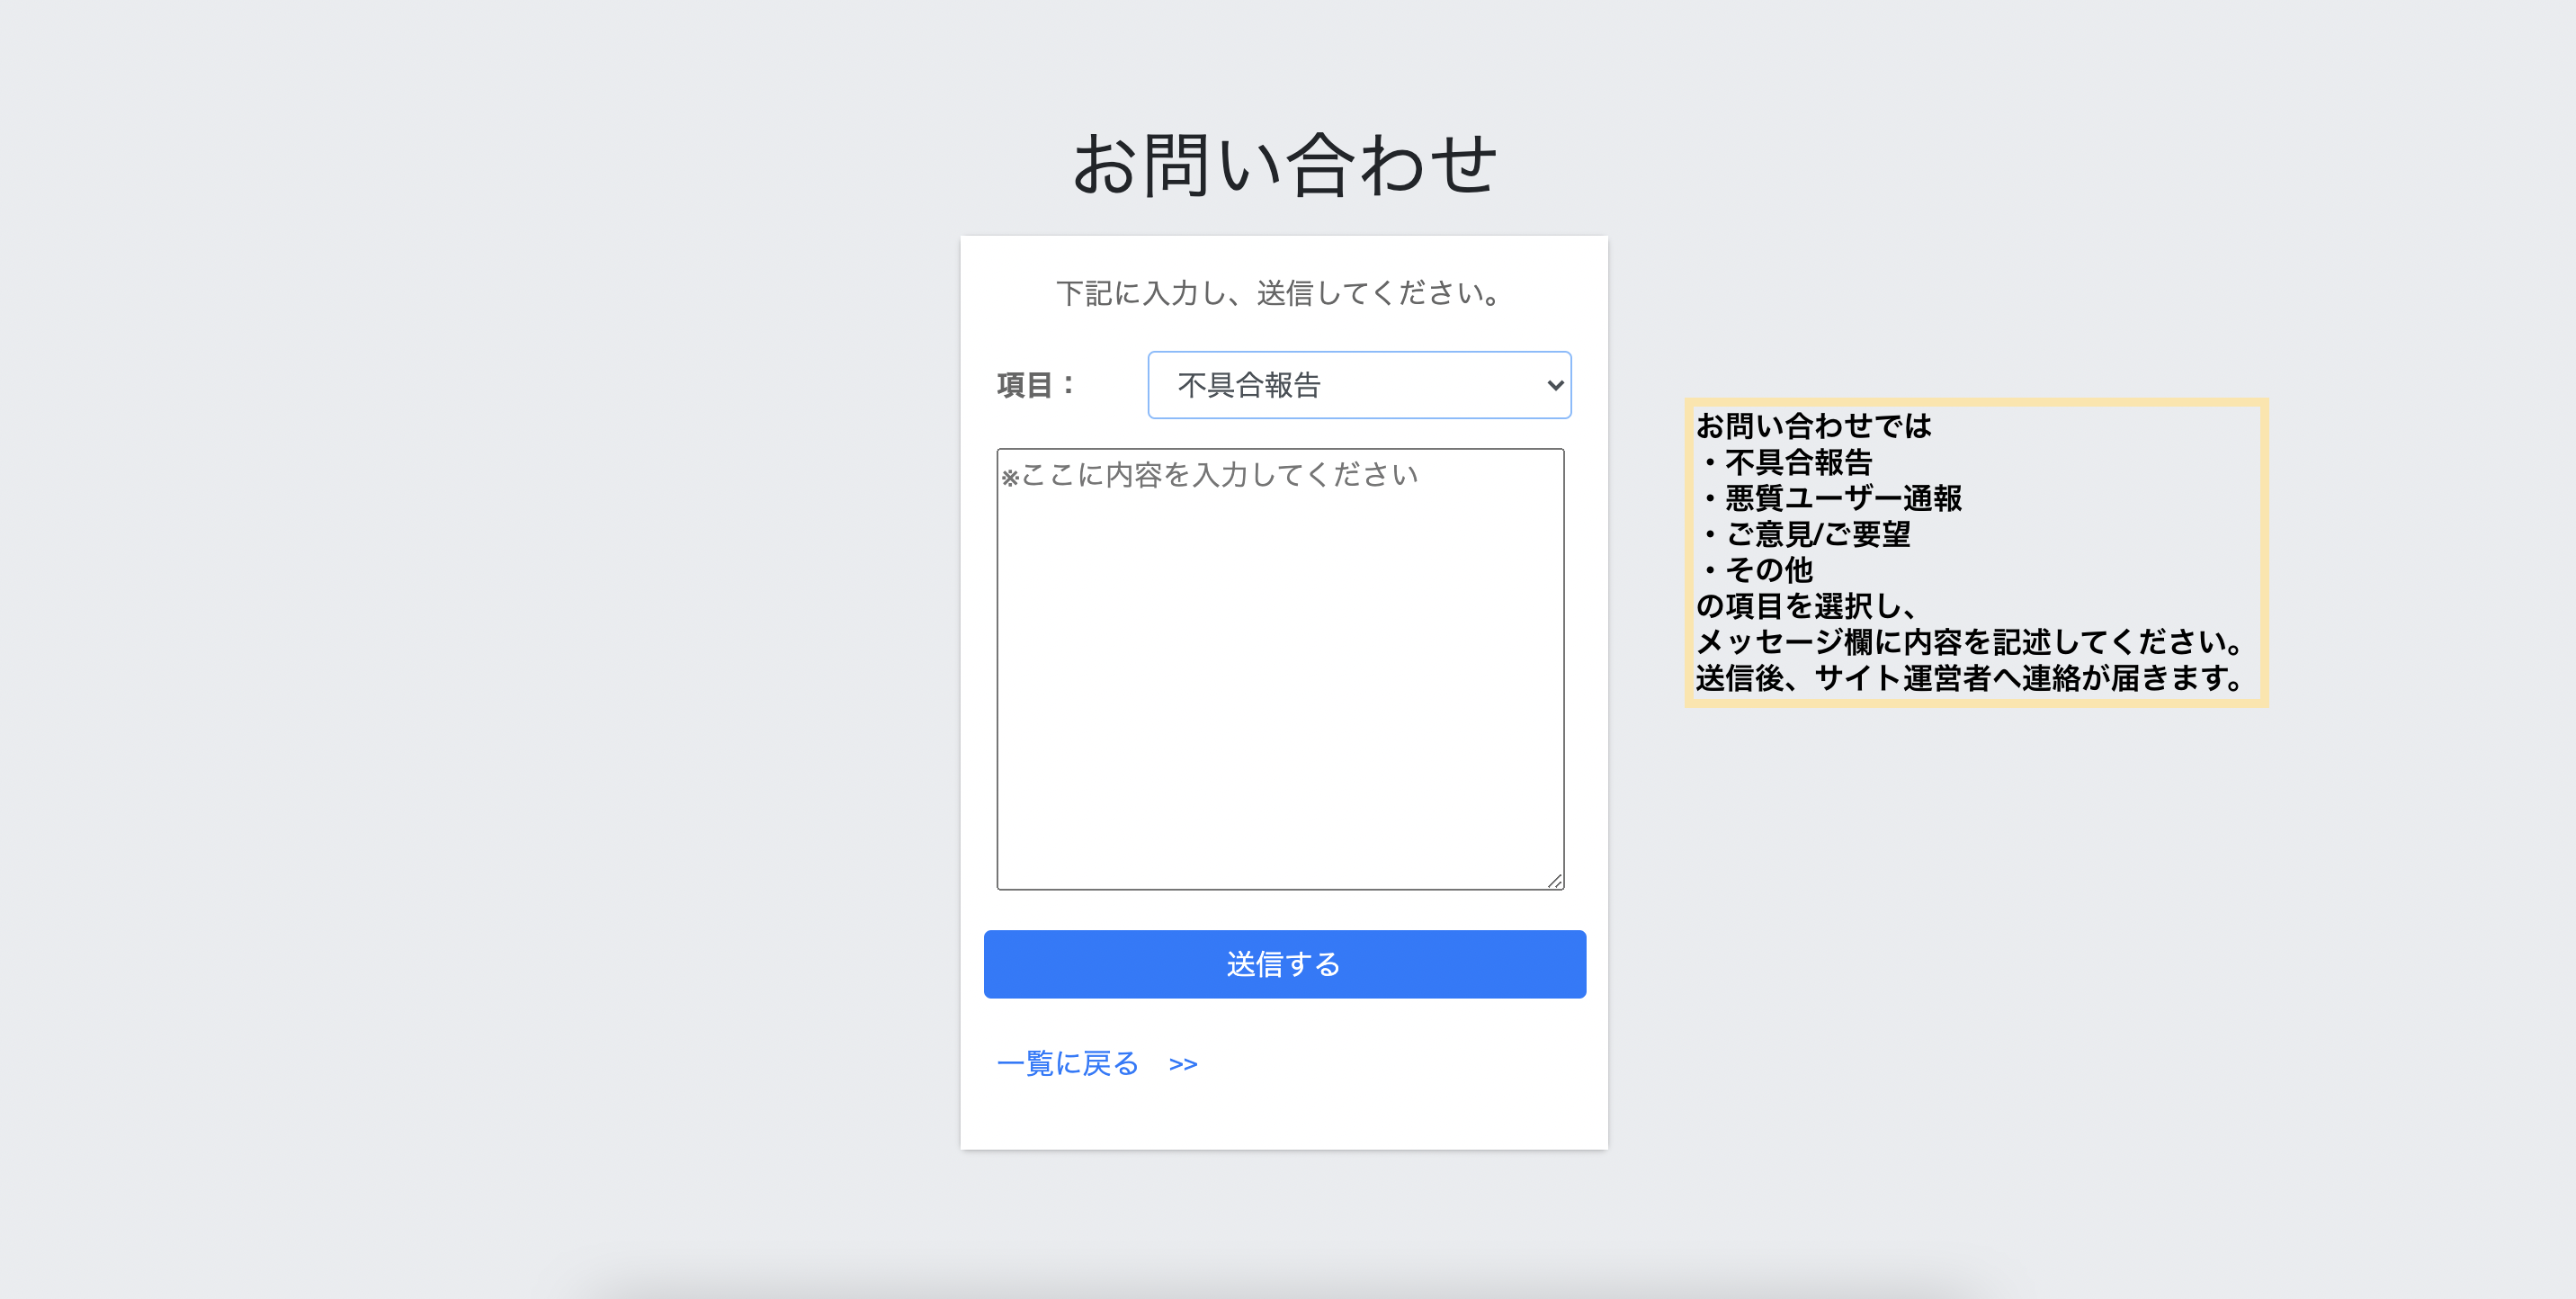 お問い合わせ
下記に入力し、送信してください。
項目：
不具合報告
※ここに内容を入力してください
送信する
一覧に戻る　>>
お問い合わせでは
・不具合報告
・悪質ユーザー通報
・ご意見/ご要望
・その他
の項目を選択し、
メッセージ欄に内容を記述してください。
送信後、サイト運営者へ連絡が届きます。